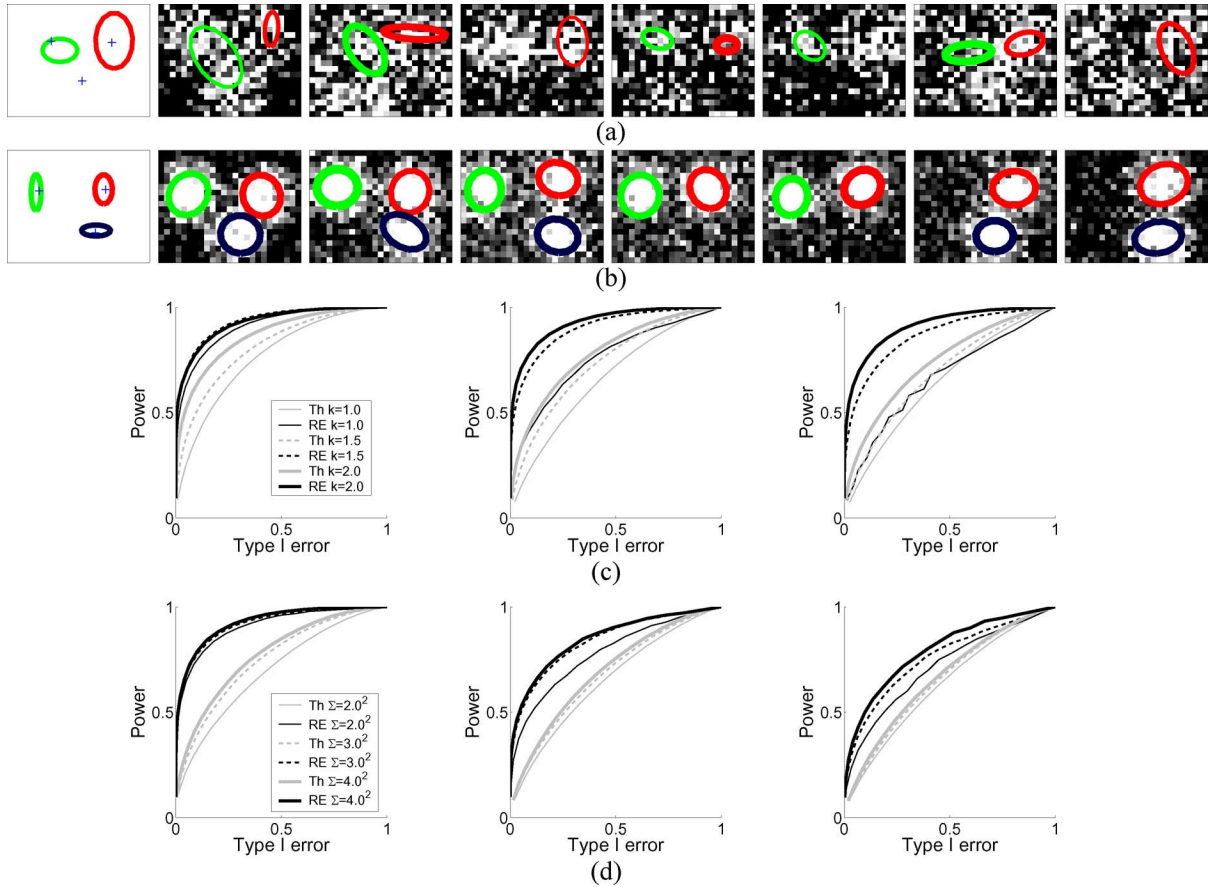 (a)
(b)
1
0.5
0
0
0.5
1
Power
Type I error
Th k=1.0
RE k=1.0
Th k=1.5
RE k=1.5
Th k=2.0
RE k=2.0
1
0.5
0
0
0.5
1
Power
Type I error
1
0.5
0
0
0.5
1
Power
Type I error
(c)
1
0.5
0
0
0.5
1
Power
Type I error
Th Σ=2.0²
RE Σ=2.0²
Th Σ=3.0²
RE Σ=3.0²
Th Σ=4.0²
RE Σ=4.0²
1
0.5
0
0
0.5
1
Power
Type I error
1
0.5
0
0
0.5
1
Power
Type I error
(d)